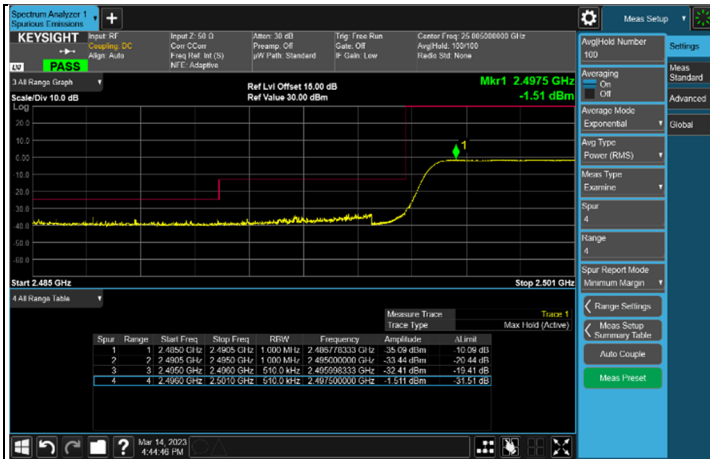 Spectrum Analyzer 1
Spurious Emissions
Meas Setup
KEYSIGHT
Input: RF
Coupling: DC
Align: Auto
Input Z: 50 Ω
Corr CCorr
Freq Ref: Int (S)
NFE: Adaptive
Atten: 30 dB
Preamp: Off
µW Path: Standard
Trig: Free Run
Gate: Off
IF Gain: Low
Center Freq: 25.005000000 GHz
Avg|Hold: 100/100
Radio Std: None
LXI
PASS
3 All Range Graph
Scale/Div 10.0 dB
Ref Lvl Offset 15.00 dB
Ref Value 30.00 dBm
Mkr1 2.4975 GHz
-1.51 dBm
Log
20.0
10.0
0.00
-10.0
-20.0
-30.0
-40.0
-50.0
-60.0
1
Start 2.485 GHz
Stop 2.501 GHz
4 All Range Table
Measure Trace Trace 1
Trace Type Max Hold (Active)
Spur Range Start Freq Stop Freq RBW Frequency Amplitude ΔLimit
1 1 2.4850 GHz 2.4905 GHz 1.000 MHz 2.485778333 GHz -35.09 dBm -10.09 dB
2 2 2.4905 GHz 2.4950 GHz 1.000 MHz 2.495000000 GHz -33.44 dBm -20.44 dB
3 3 2.4950 GHz 2.4960 GHz 510.0 kHz 2.495998333 GHz -32.41 dBm -19.41 dB
4 4 2.4960 GHz 2.5010 GHz 510.0 kHz 2.497500000 GHz -1.511 dBm -31.51 dB
Mar 14, 2023
4:44:46 PM
Avg|Hold Number
100
Averaging
On
Off
Average Mode
Exponential
Avg Type
Power (RMS)
Meas Type
Examine
Spur
4
Range
4
Spur Report Mode
Minimum Margin
Range Settings
Meas Setup
Summary Table
Auto Couple
Meas Preset
Settings
Meas
Standard
Advanced
Global